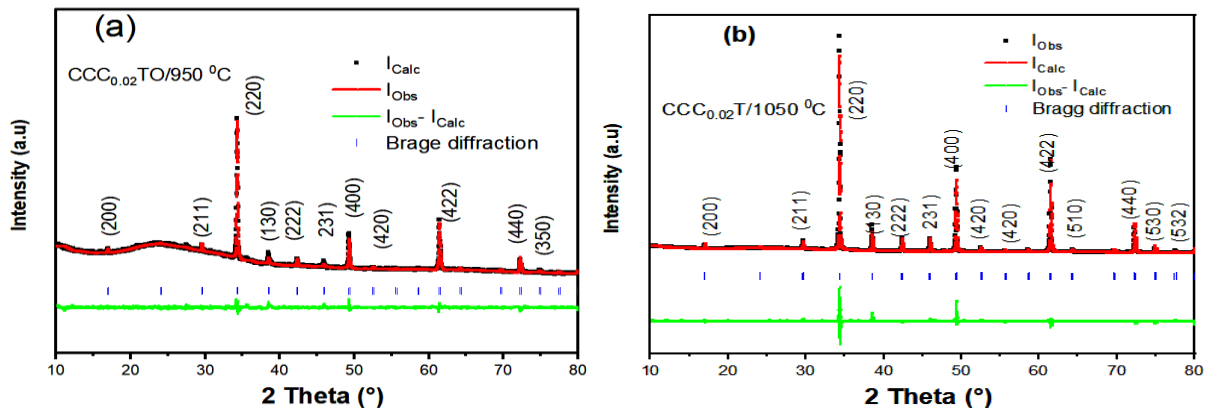 (a)
CCC0.02TO/950 ⁰C
ICalc
IObs
IObs- ICalc
Brage diffraction
(200)
(211)
(220)
(130)
(222)
231)
(400)
(420)
(422)
(440)
(350)
Intensity (a.u)
10 20 30 40 50 60 70 80
2 Theta (°)
(b)
CCC0.02T/1050 ⁰C
IObs
ICalc
IObs- ICalc
Bragg diffraction
(200)
(211)
(220)
(130)
(222)
231)
(400)
(420)
(420)
(422)
(510)
(440)
(530)
(532)
Intensity (a.u)
10 20 30 40 50 60 70 80
2 Theta (°)